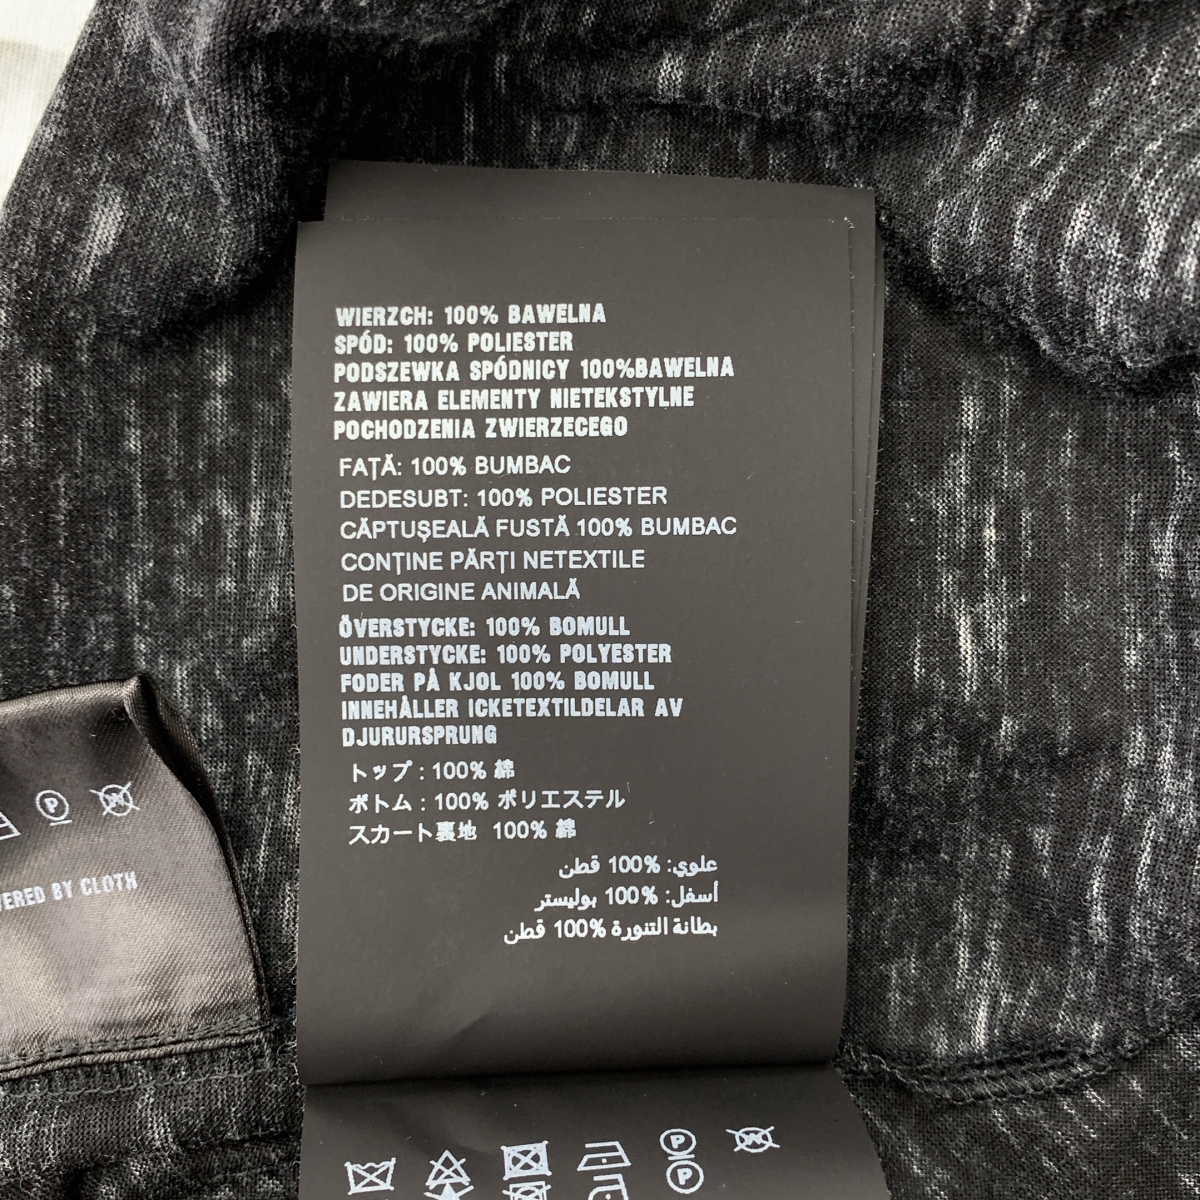 WIERZCH: 100% BAWELNA
SPÓD: 100% POLIESTER
PODSZEWKA SPÓDNICY 100%BAWELNA
ZAWIERA ELEMENTY NIETEKSTYLNE
POCHODZENIA ZWIERZECEGO
FAȚĂ: 100% BUMBAC
DEDESUBT: 100% POLIESTER
CĂPTUȘEALĂ FUSTĂ 100% BUMBAC
CONȚINE PĂRȚI NETEXTILE
DE ORIGINE ANIMALĂ
ÖVERSTYCKE: 100% BOMULL
UNDERSTYCKE: 100% POLYESTER
FODER PÅ KJOL 100% BOMULL
INNEHÅLLER ICKETEXTILDELAR AV
DJURURSPRUNG
トップ : 100% 綿
ボトム : 100% ポリエステル
スカート裏地 100% 綿
علوي: %100 قطن
أسفل: %100 بوليستر
بطانة التنورة %100 قطن
P W
BY CLOTH
P W
P